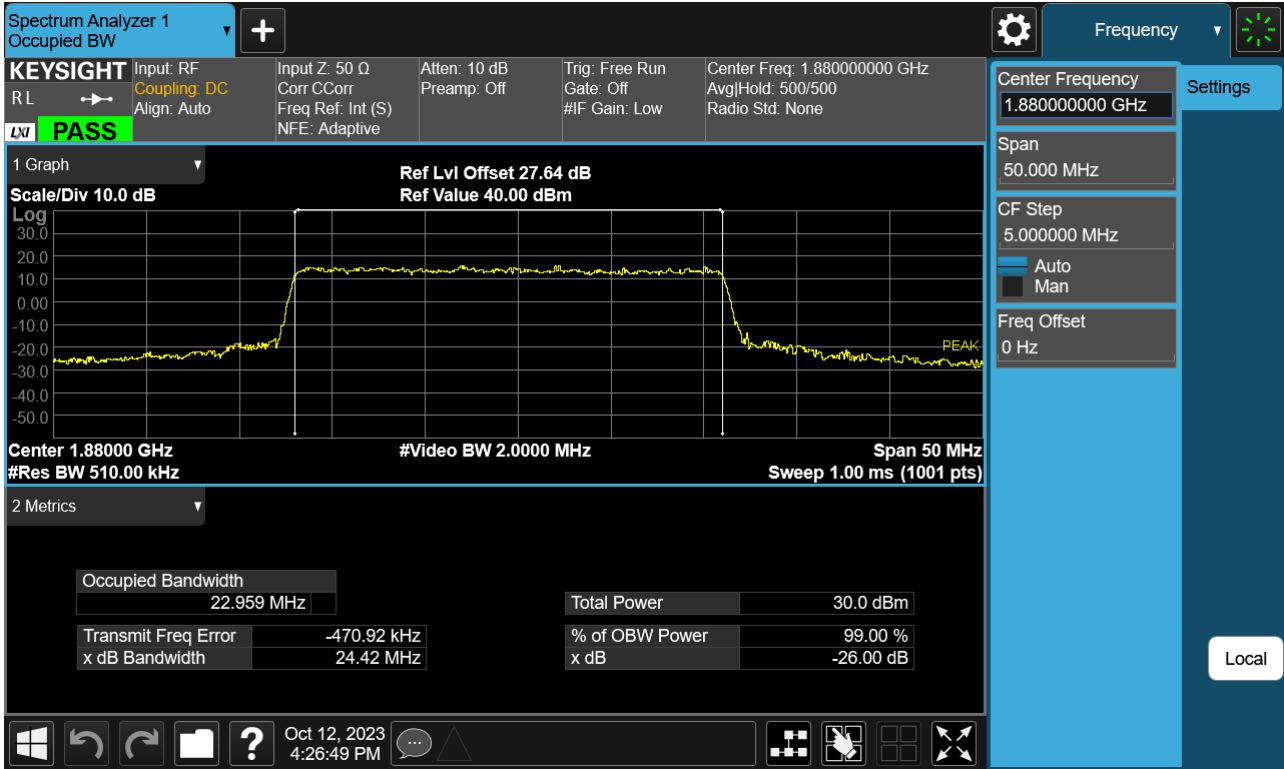 Spectrum Analyzer 1
Occupied BW
▼
+
Frequency
▼
KEYSIGHT
R L
LXI
PASS
Input: RF
Coupling: DC
Align: Auto
Input Z: 50 Ω
Corr CCorr
Freq Ref: Int (S)
NFE: Adaptive
Atten: 10 dB
Preamp: Off
Trig: Free Run
Gate: Off
#IF Gain: Low
Center Freq: 1.880000000 GHz
Avg|Hold: 500/500
Radio Std: None
Center Frequency
1.880000000 GHz
Settings
Span
50.000 MHz
CF Step
5.000000 MHz
Auto
Man
Freq Offset
0 Hz
Local
1 Graph ▼
Scale/Div 10.0 dB
Ref Lvl Offset 27.64 dB
Ref Value 40.00 dBm
Log
30.0
20.0
10.0
0.00
-10.0
-20.0
-30.0
-40.0
-50.0
PEAK
Center 1.88000 GHz #Video BW 2.0000 MHz Span 50 MHz
#Res BW 510.00 kHz Sweep 1.00 ms (1001 pts)
2 Metrics ▼
Occupied Bandwidth
22.959 MHz
Total Power 30.0 dBm
Transmit Freq Error -470.92 kHz
% of OBW Power 99.00 %
x dB Bandwidth 24.42 MHz
x dB -26.00 dB
?
Oct 12, 2023
4:26:49 PM